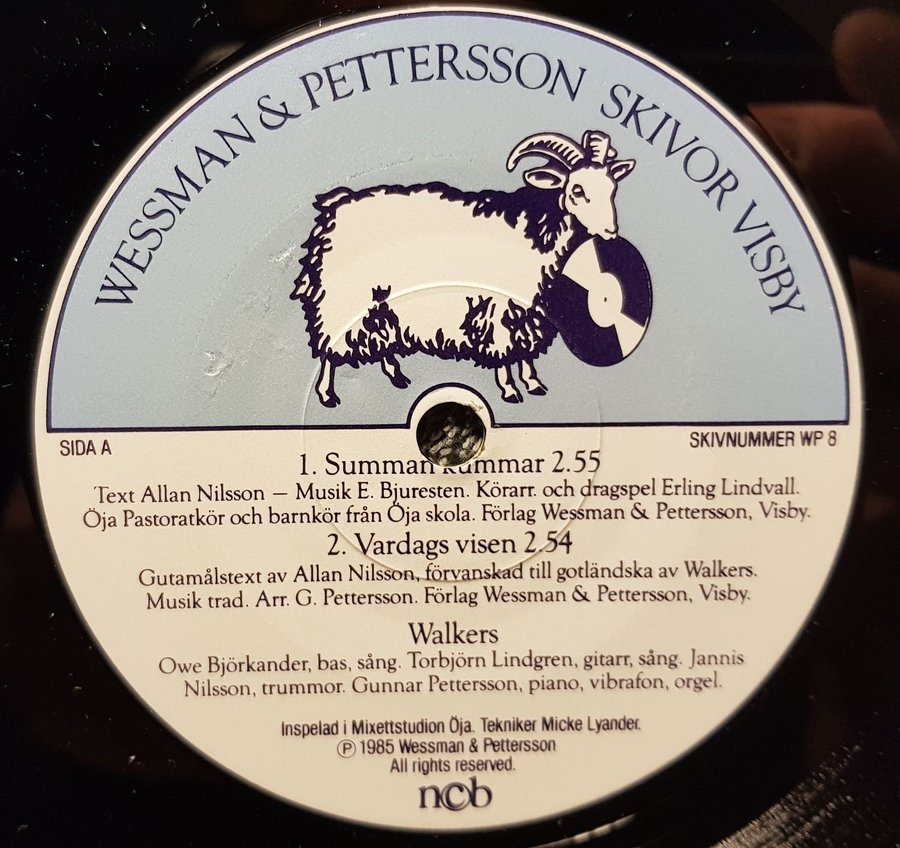 WESSMAN & PETTERSSON SKIVOR VISBY
SIDA A
SKIVNUMMER WP 8
1. Summan kummar 2.55
Text Allan Nilsson – Musik E. Bjuresten. Körarr. och dragspel Erling Lindvall.
Öja Pastoratkör och barnkör från Öja skola. Förlag Wessman & Pettersson, Visby.
2. Vardags visen 2.54
Gutamålstext av Allan Nilsson, förvanskad till gotländska av Walkers.
Musik trad. Arr. G. Pettersson. Förlag Wessman & Pettersson, Visby.
Walkers
Owe Björkander, bas, sång. Torbjörn Lindgren, gitarr, sång. Jannis
Nilsson, trummor. Gunnar Pettersson, piano, vibrafon, orgel.
Inspelad i Mixettstudion Öja. Tekniker Micke Lyander.
℗ 1985 Wessman & Pettersson
All rights reserved.
ncb